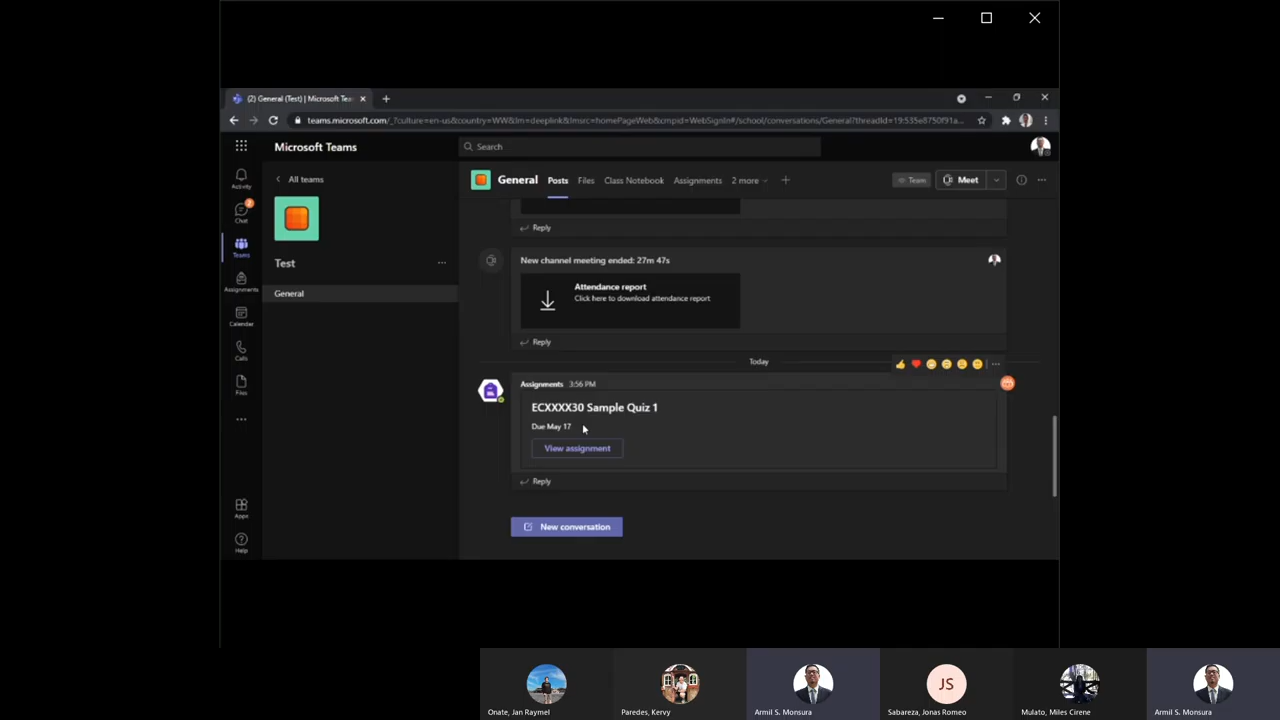 (2) General (Test) | Microsoft Tea
Microsoft Teams
Search
All teams
General
Posts
Files
Class Notebook
Assignments
2 more
Team
Meet
Activity
Chat
2
Teams
Assignments
Calendar
Calls
Files
Apps
Help
Test
General
Reply
New channel meeting ended: 27m 47s
Attendance report
Click here to download attendance report
Reply
Today
Assignments 3:56 PM
ECXXXX30 Sample Quiz 1
Due May 17
View assignment
Reply
New conversation
Onate, Jan Raymel
Paredes, Kervy
Armil S. Monsura
JS
Sabareza, Jonas Romeo
Mulato, Miles Cirene
Armil S. Monsura